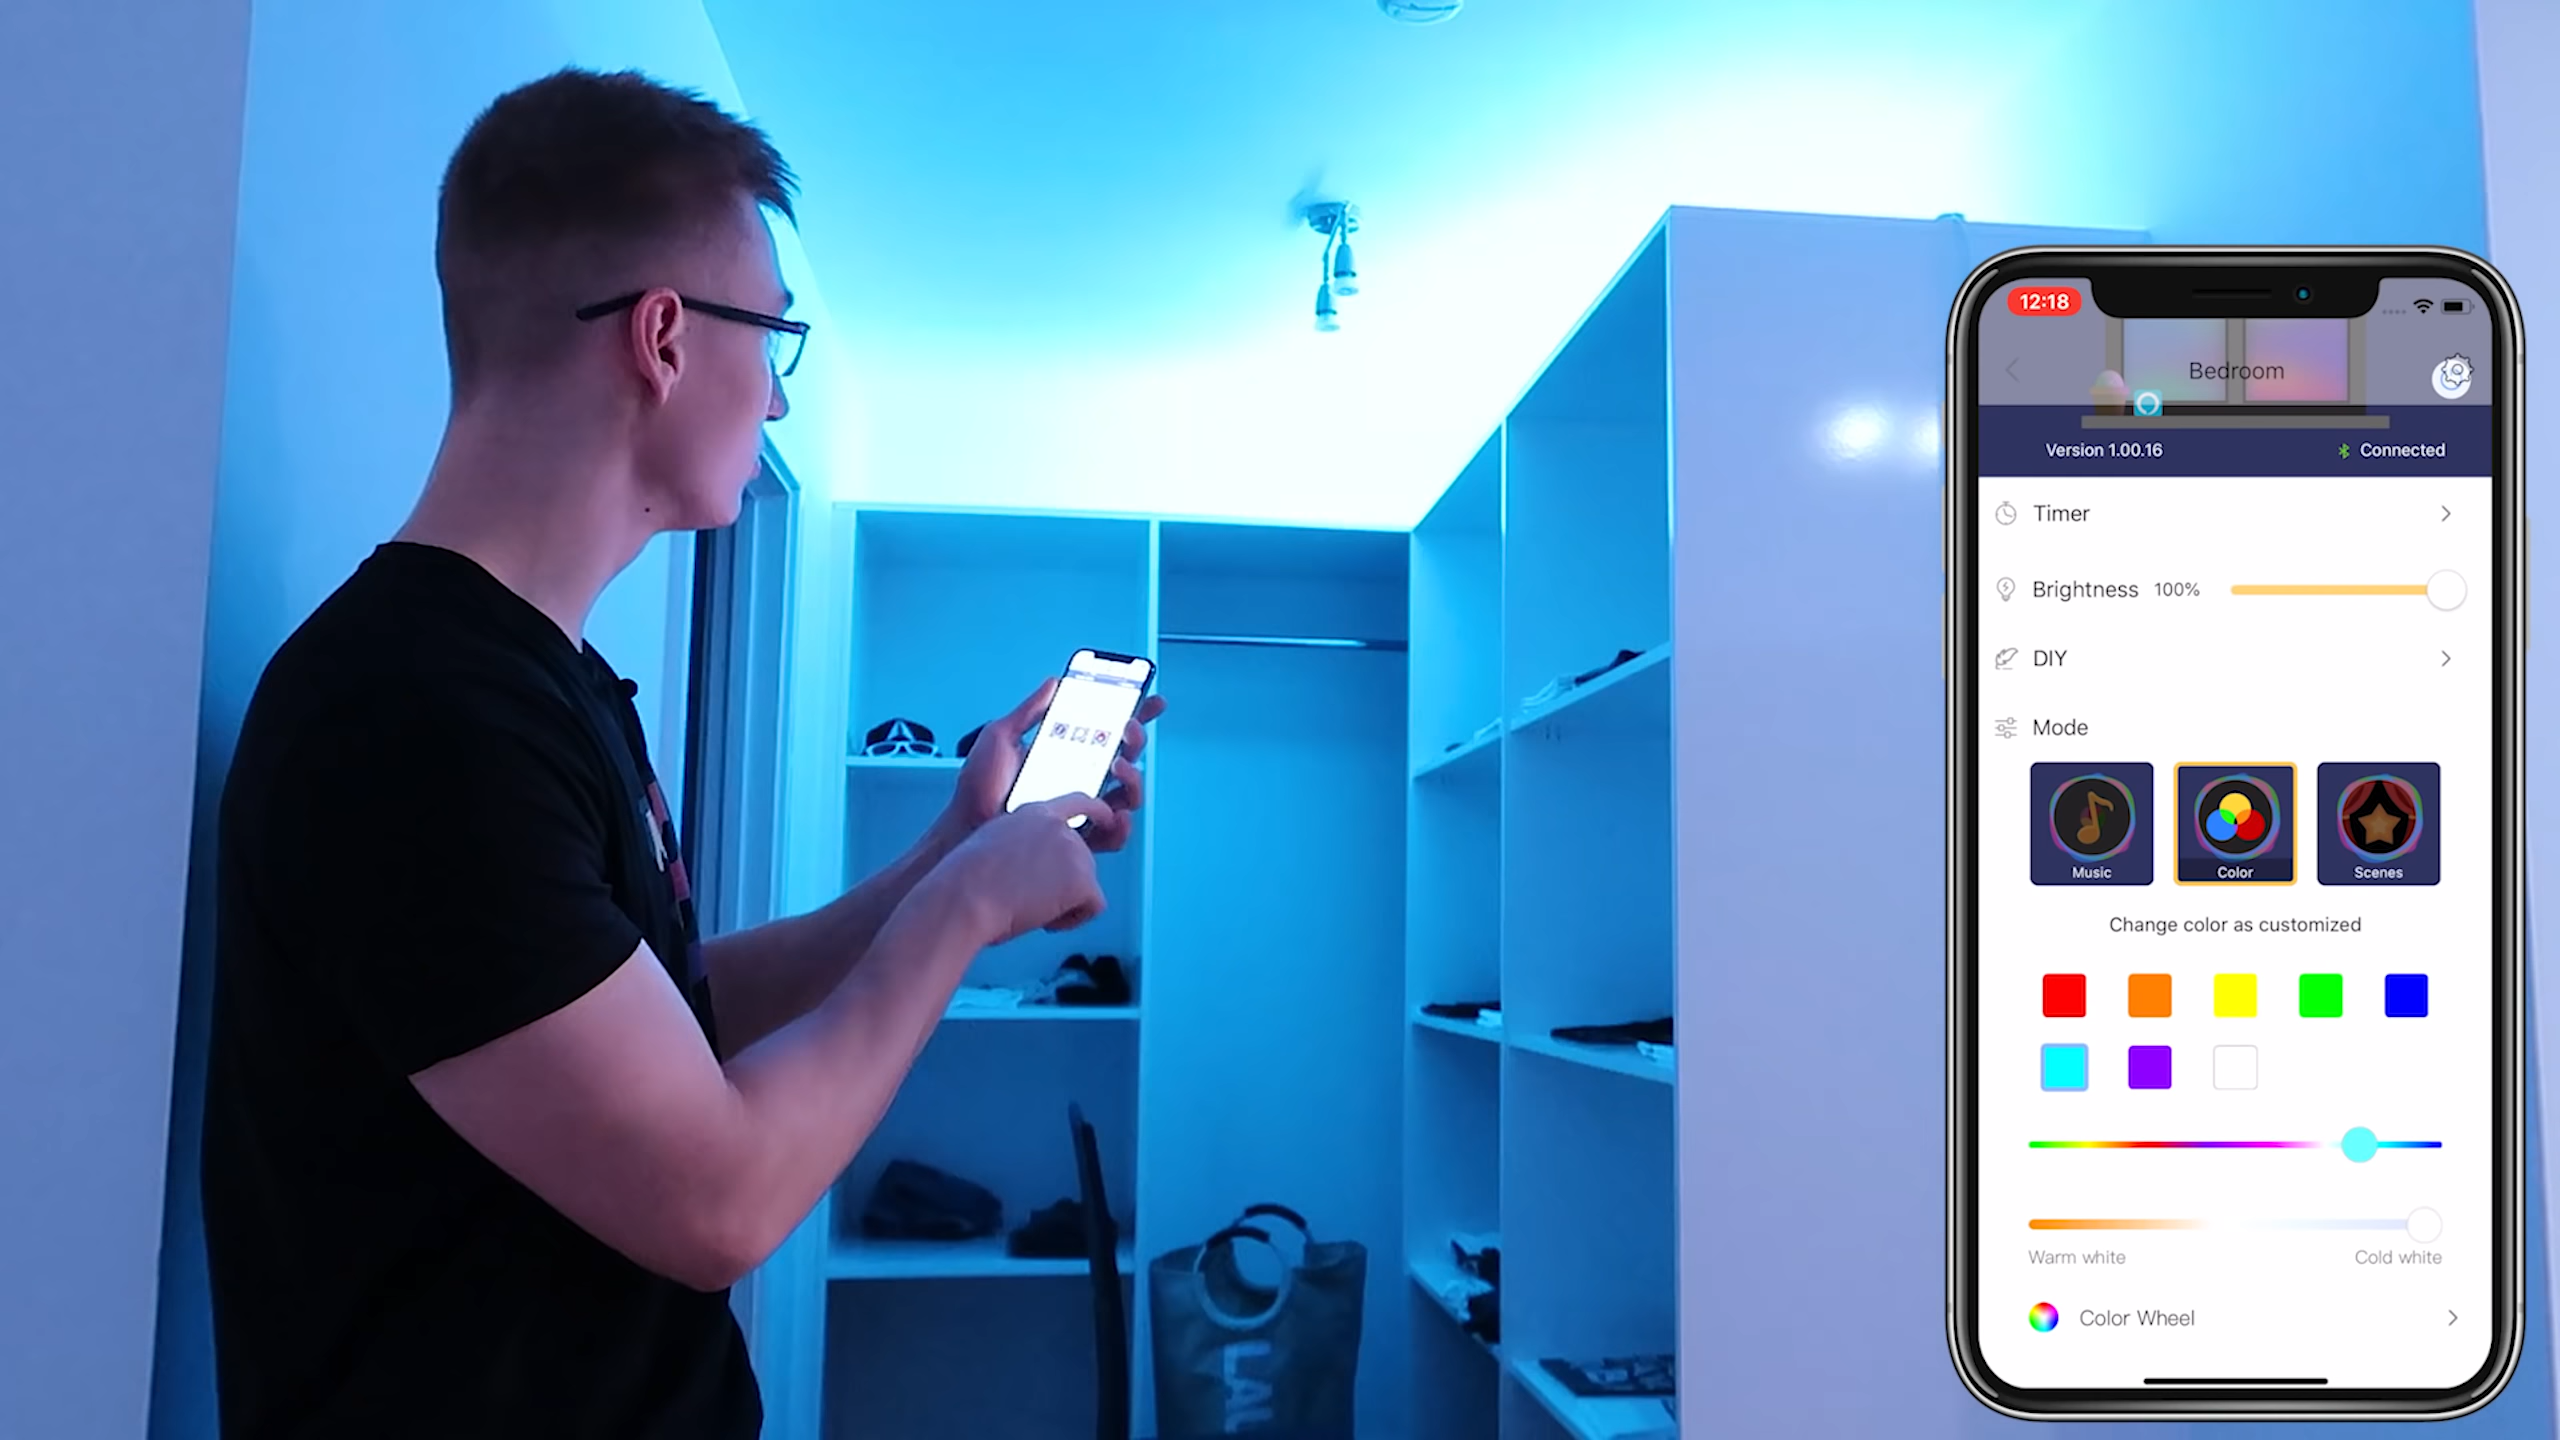 12:18
Bedroom
Version 1.00.16
Connected
Timer
Brightness 100%
DIY
Mode
Music
Color
Scenes
Change color as customized
Warm white
Cold white
Color Wheel
LAL